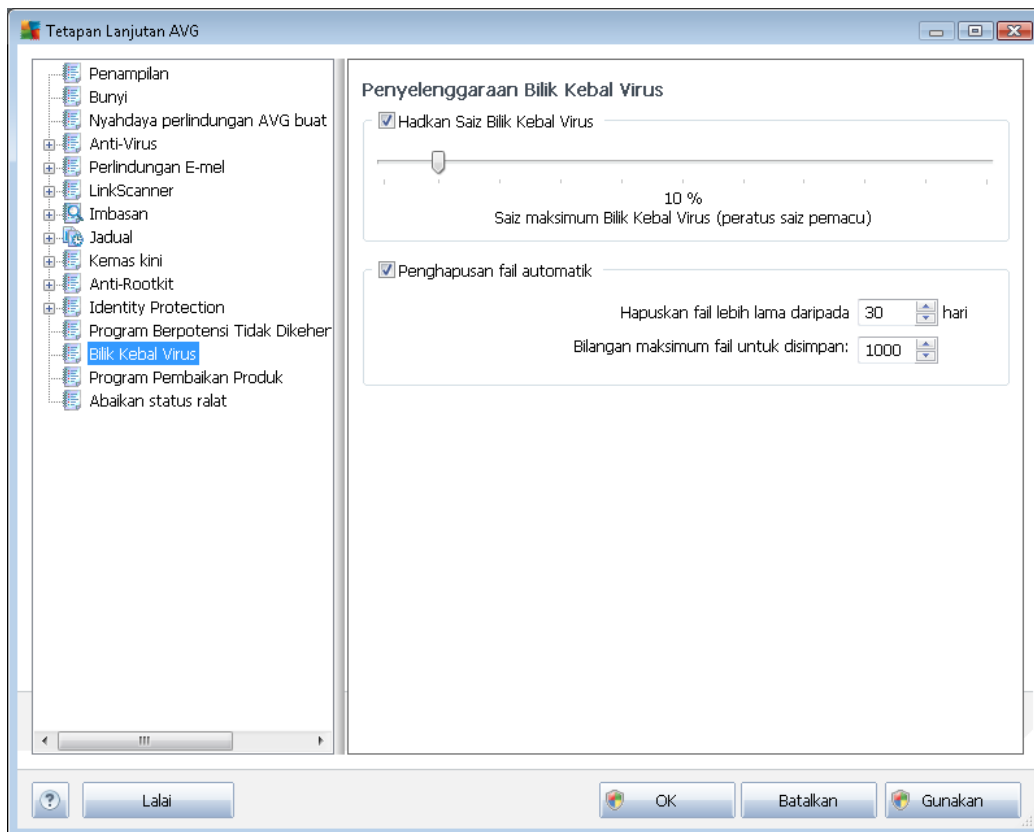 Tetapan Lanjutan AVG
Penampilan
Bunyi
Nyahdaya perlindungan AVG buat
Anti-Virus
Perlindungan E-mel
LinkScanner
Imbasan
Jadual
Kemas kini
Anti-Rootkit
Identity Protection
Program Berpotensi Tidak Dikeher
Bilik Kebal Virus
Program Pembaikan Produk
Abaikan status ralat
Penyelenggaraan Bilik Kebal Virus
Hadkan Saiz Bilik Kebal Virus
10 %
Saiz maksimum Bilik Kebal Virus (peratus saiz pemacu)
Penghapusan fail automatik
Hapuskan fail lebih lama daripada 30 hari
Bilangan maksimum fail untuk disimpan: 1000
? Lalai OK Batalkan Gunakan